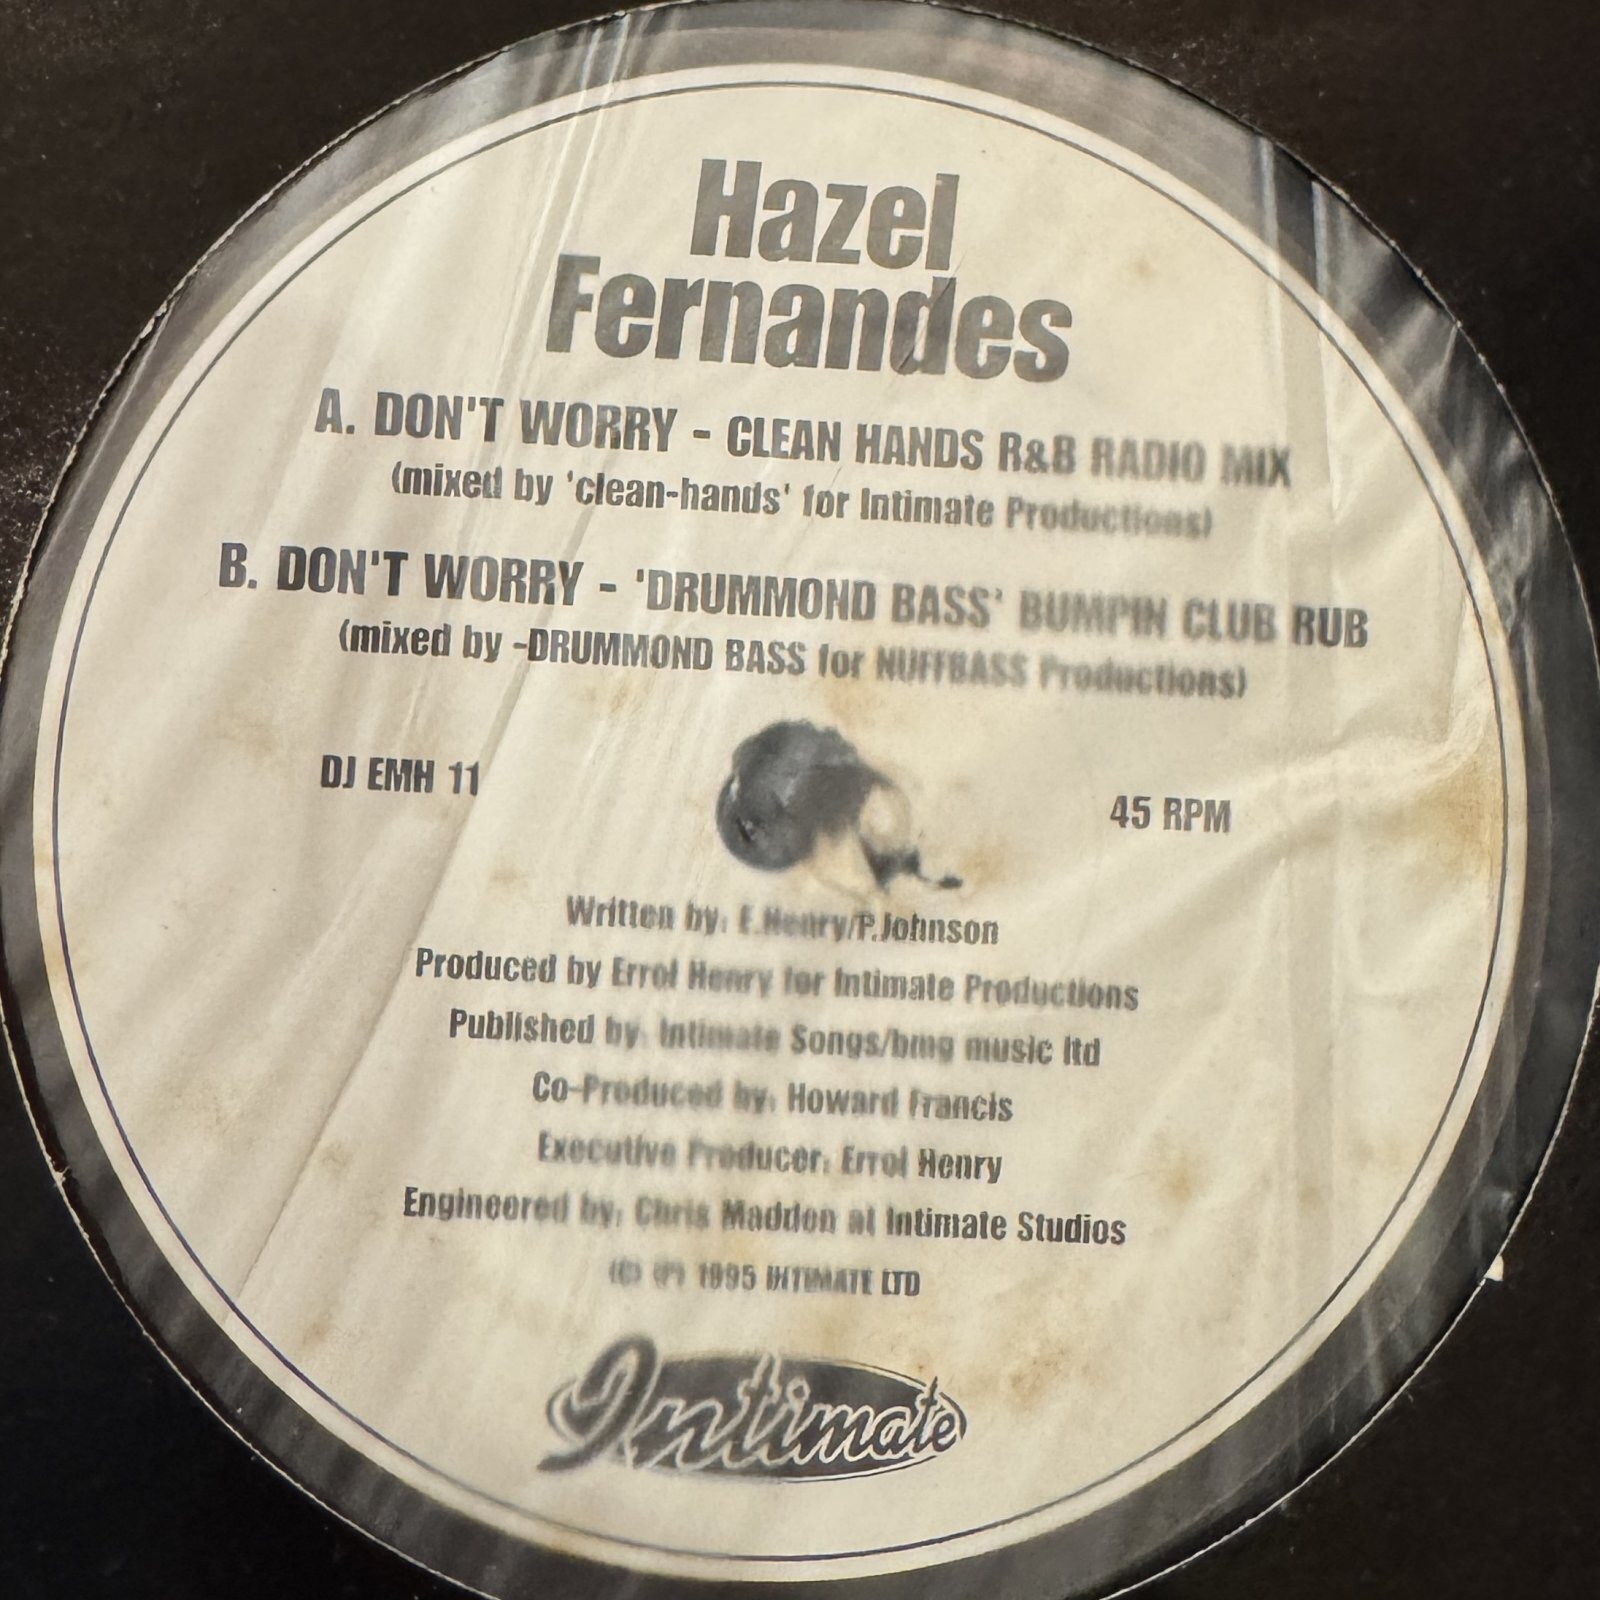 Hazel
Fernandes
A. DON'T WORRY - CLEAN HANDS R&B RADIO MIX
(mixed by 'clean-hands' for Intimate Productions)
B. DON'T WORRY - 'DRUMMOND BASS' BUMPIN CLUB RUB
(mixed by -DRUMMOND BASS for NUFFBASS Productions)
DJ EMH 11
45 RPM
Written by: E.Henry/P.Johnson
Produced by Errol Henry for Intimate Productions
Published by: Intimate Songs/bmg music ltd
Co-Produced by: Howard Francis
Executive Producer: Errol Henry
Engineered by: Chris Madden at Intimate Studios
(C) (P) 1995 INTIMATE LTD
Intimate